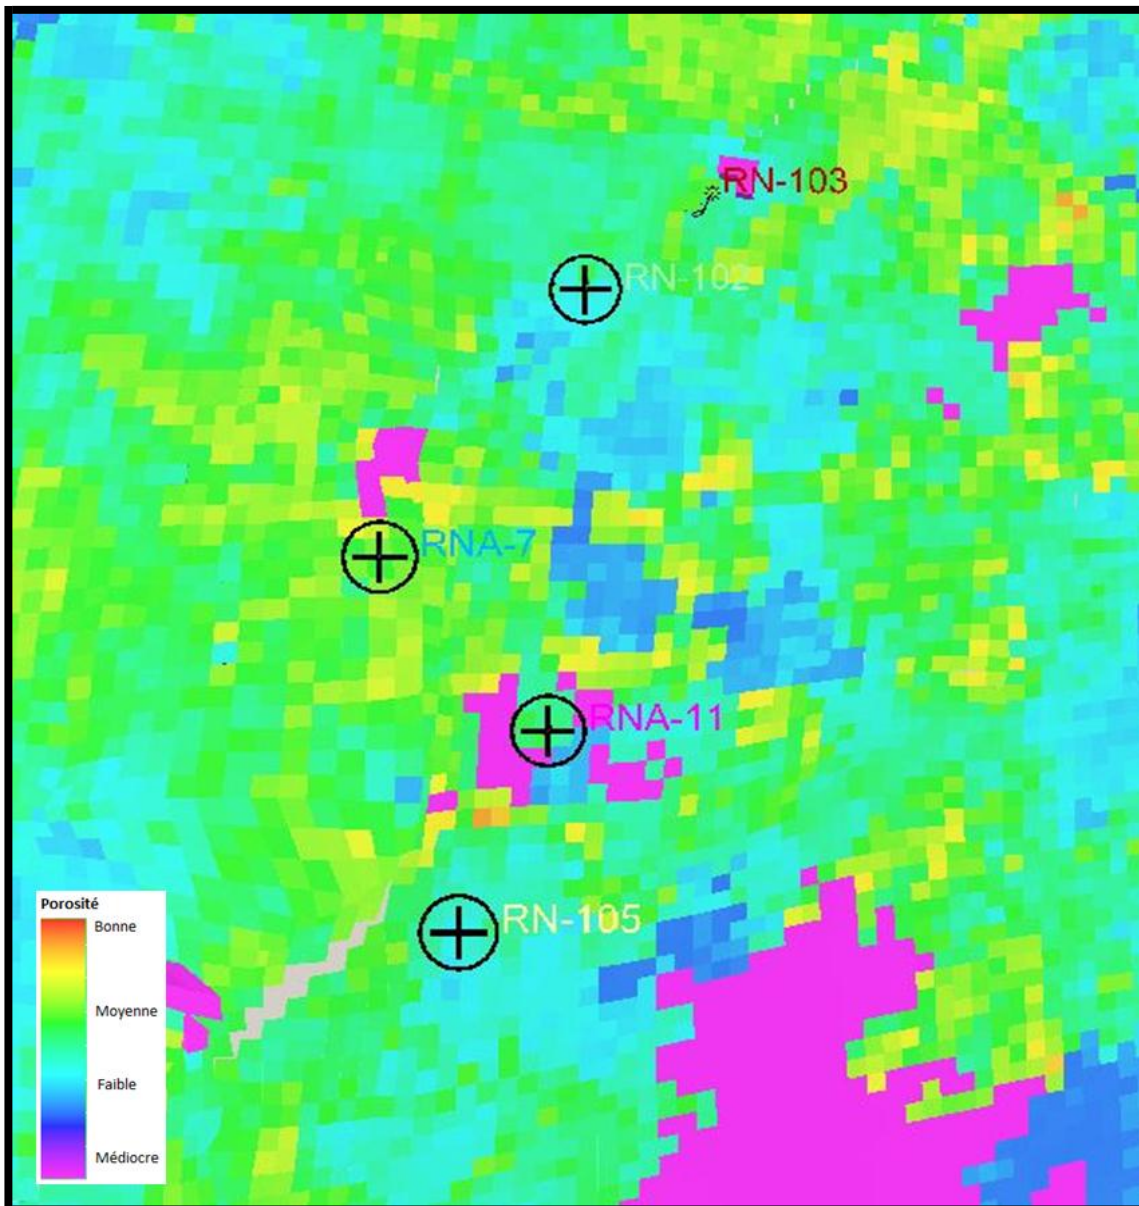 RN-103
RN-102
RNA-7
RNA-11
RN-105
Porosité
Bonne
Moyenne
Faible
Médiocre